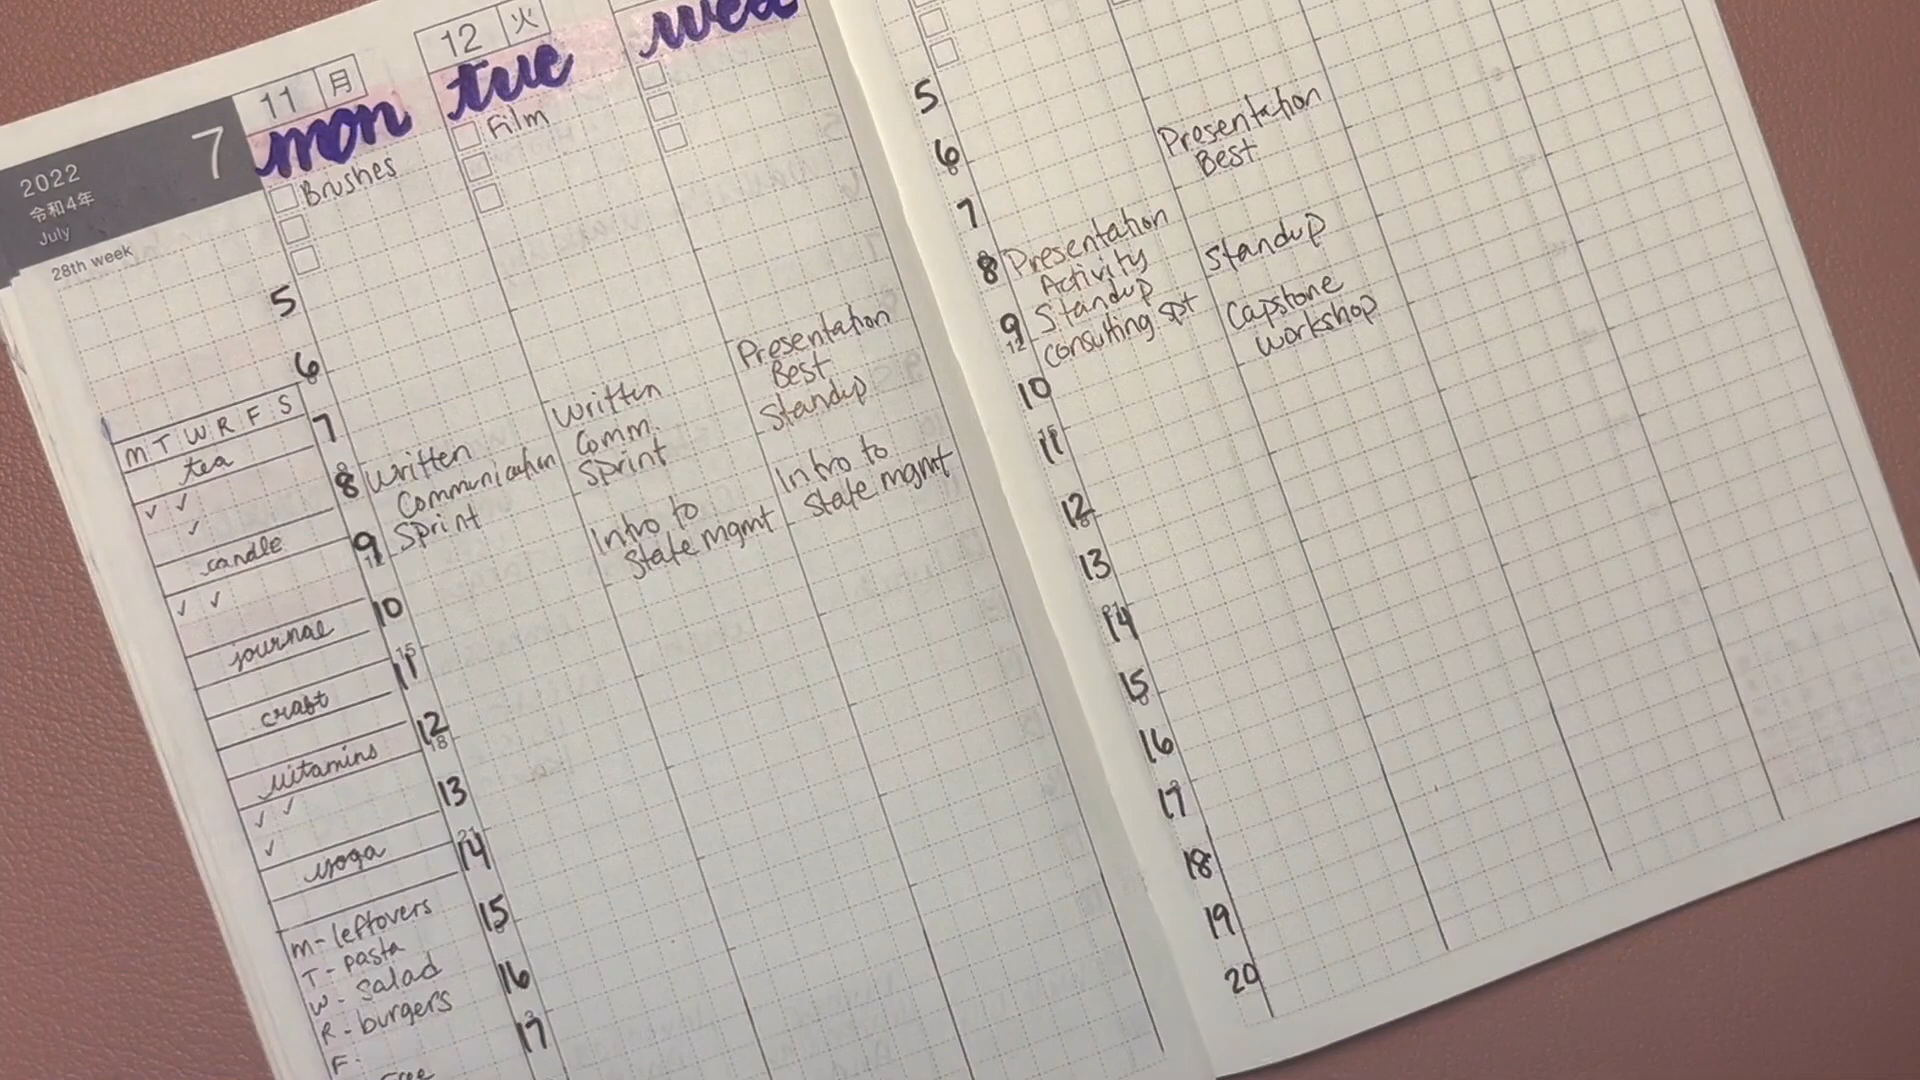 2022
令和4年
July
7
28th week
11 月
mon
Brushes
12 火
tue
Film
wed
5
6
7
8
9
10
11
12
13
14
15
16
17
Written
Communication
Sprint
Written
Comm.
Sprint
Intro to
State mgmt
Presentation
Best
Standup
Intro to
State mgmt
M T W R F S
tea
✓ ✓
✓
candle
✓ ✓
journal
craft
vitamins
✓ ✓
✓
yoga
M- leftovers
T- pasta
W- Salad
R- burgers
F-
5
6
7
8
9
10
11
12
13
14
15
16
17
18
19
20
Presentation
Activity
Standup
Consulting Spt
Presentation
Best
Standup
Capstone
workshop